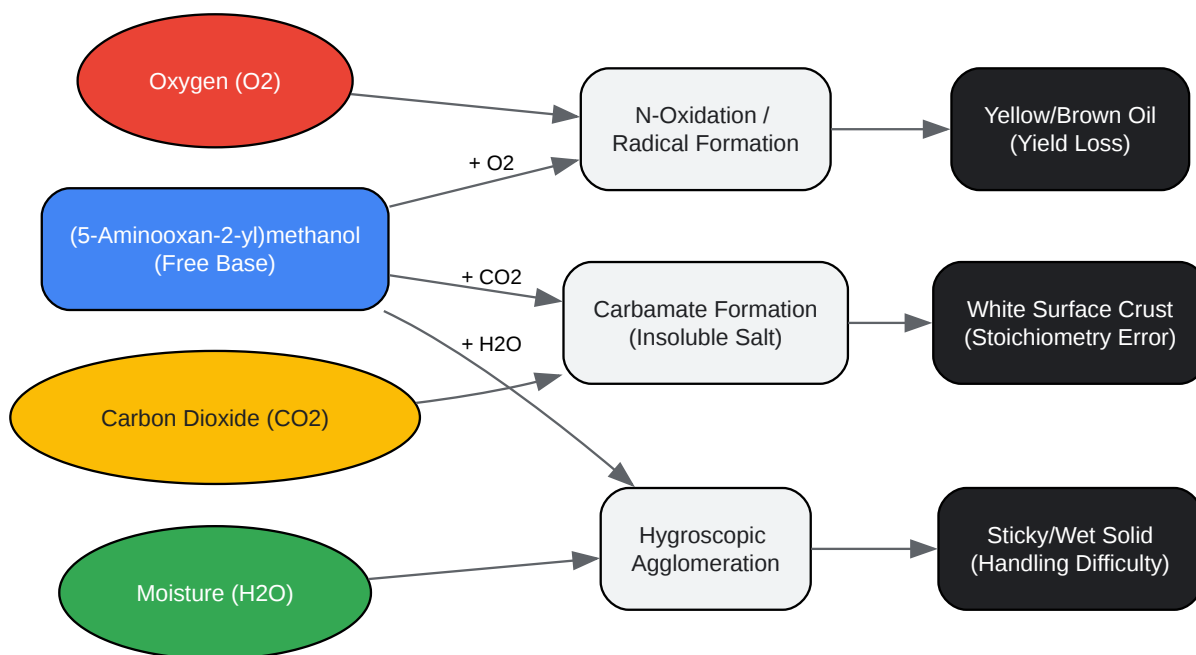 Oxygen (O2)
N-Oxidation /
Radical Formation
Yellow/Brown Oil
(Yield Loss)
+ O2
(5-Aminooxan-2-yl)methanol
(Free Base)
+ CO2
Carbamate Formation
(Insoluble Salt)
White Surface Crust
(Stoichiometry Error)
+ H2O
Carbon Dioxide (CO2)
Hygroscopic
Agglomeration
Sticky/Wet Solid
(Handling Difficulty)
Moisture (H2O)